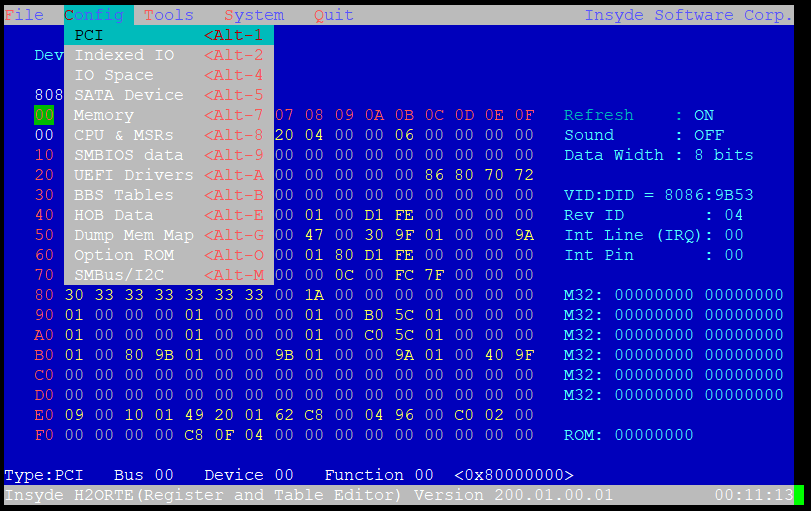 File Config Tools System Quit Insyde Software Corp.
PCI <Alt-1
Dev Indexed IO <Alt-2
IO Space <Alt-4
808 SATA Device <Alt-5
00 Memory <Alt-7 07 08 09 0A 0B 0C 0D 0E 0F Refresh : ON
00 CPU & MSRs <Alt-8 20 04 00 00 06 00 00 00 00 Sound : OFF
10 SMBIOS data <Alt-9 00 00 00 00 00 00 00 00 00 Data Width : 8 bits
20 UEFI Drivers <Alt-A 00 00 00 00 00 86 80 70 72
30 BBS Tables <Alt-B 00 00 00 00 00 00 00 00 00 VID:DID = 8086:9B53
40 HOB Data <Alt-E 00 01 00 D1 FE 00 00 00 00 Rev ID : 04
50 Dump Mem Map <Alt-G 00 47 00 30 9F 01 00 00 9A Int Line (IRQ): 00
60 Option ROM <Alt-O 00 01 80 D1 FE 00 00 00 00 Int Pin : 00
70 SMBus/I2C <Alt-M 00 00 0C 00 FC 7F 00 00 00
80 30 33 33 33 33 33 33 00 1A 00 00 00 00 00 00 00 M32: 00000000 00000000
90 01 00 00 00 01 00 00 00 01 00 B0 5C 01 00 00 00 M32: 00000000 00000000
A0 01 00 00 00 01 00 00 00 01 00 C0 5C 01 00 00 00 M32: 00000000 00000000
B0 01 00 80 9B 01 00 00 9B 01 00 00 9A 01 00 40 9F M32: 00000000 00000000
C0 00 00 00 00 00 00 00 00 00 00 00 00 00 00 00 00 M32: 00000000 00000000
D0 00 00 00 00 00 00 00 00 00 00 00 00 00 00 00 00 M32: 00000000 00000000
E0 09 00 10 01 49 20 01 62 C8 00 04 96 00 C0 02 00
F0 00 00 00 00 C8 0F 04 00 00 00 00 00 00 00 00 00 ROM: 00000000
Type:PCI Bus 00 Device 00 Function 00 <0x80000000>
Insyde H2ORTE(Register and Table Editor) Version 200.01.00.01 00:11:13